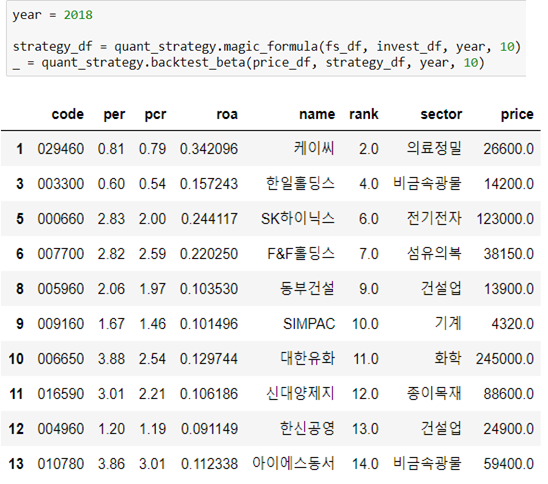 year = 2018
strategy_df = quant_strategy.magic_formula(fs_df, invest_df, year, 10)
_ = quant_strategy.backtest_beta(price_df, strategy_df, year, 10)
code per pcr roa name rank sector price
1 029460 0.81 0.79 0.342096 케이씨 2.0 의료정밀 26600.0
3 003300 0.60 0.54 0.157243 한일홀딩스 4.0 비금속광물 14200.0
5 000660 2.83 2.00 0.244117 SK하이닉스 6.0 전기전자 123000.0
6 007700 2.82 2.59 0.220250 F&F홀딩스 7.0 섬유의복 38150.0
8 005960 2.06 1.97 0.103530 동부건설 9.0 건설업 13900.0
9 009160 1.67 1.46 0.101496 SIMPAC 10.0 기계 4320.0
10 006650 3.88 2.54 0.129744 대한유화 11.0 화학 245000.0
11 016590 3.01 2.21 0.106186 신대양제지 12.0 종이목재 88600.0
12 004960 1.20 1.19 0.091149 한신공영 13.0 건설업 24900.0
13 010780 3.86 3.01 0.112338 아이에스동서 14.0 비금속광물 59400.0